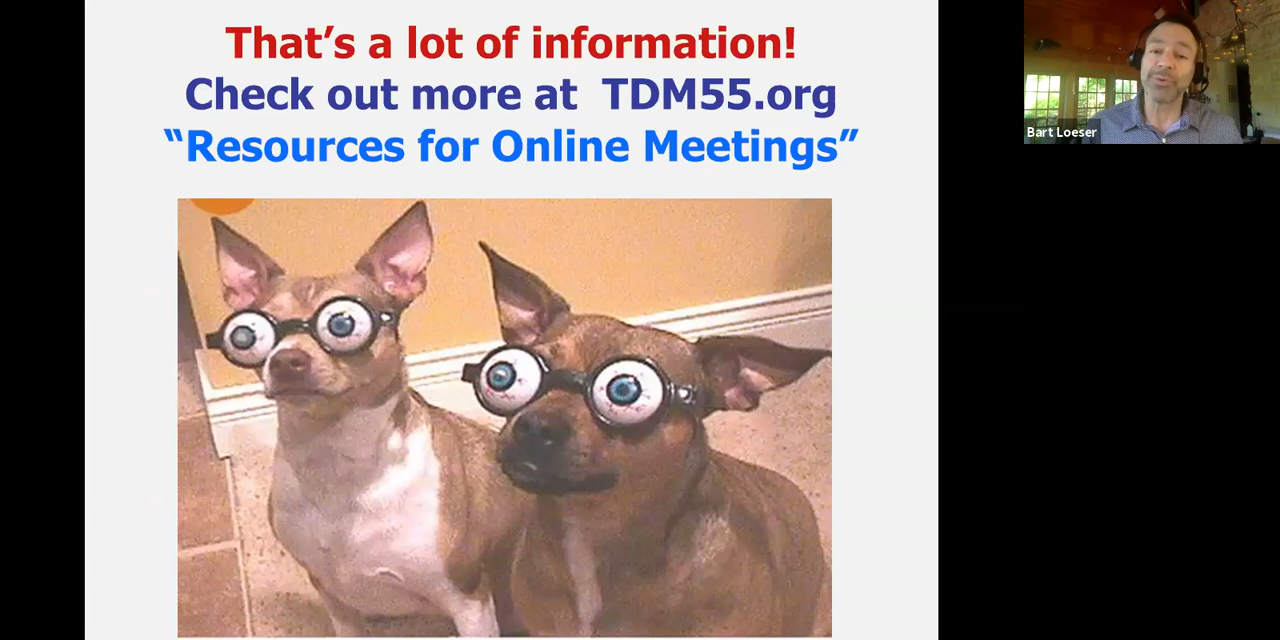 That’s a lot of information!
Check out more at TDM55.org
“Resources for Online Meetings”
Bart Loeser